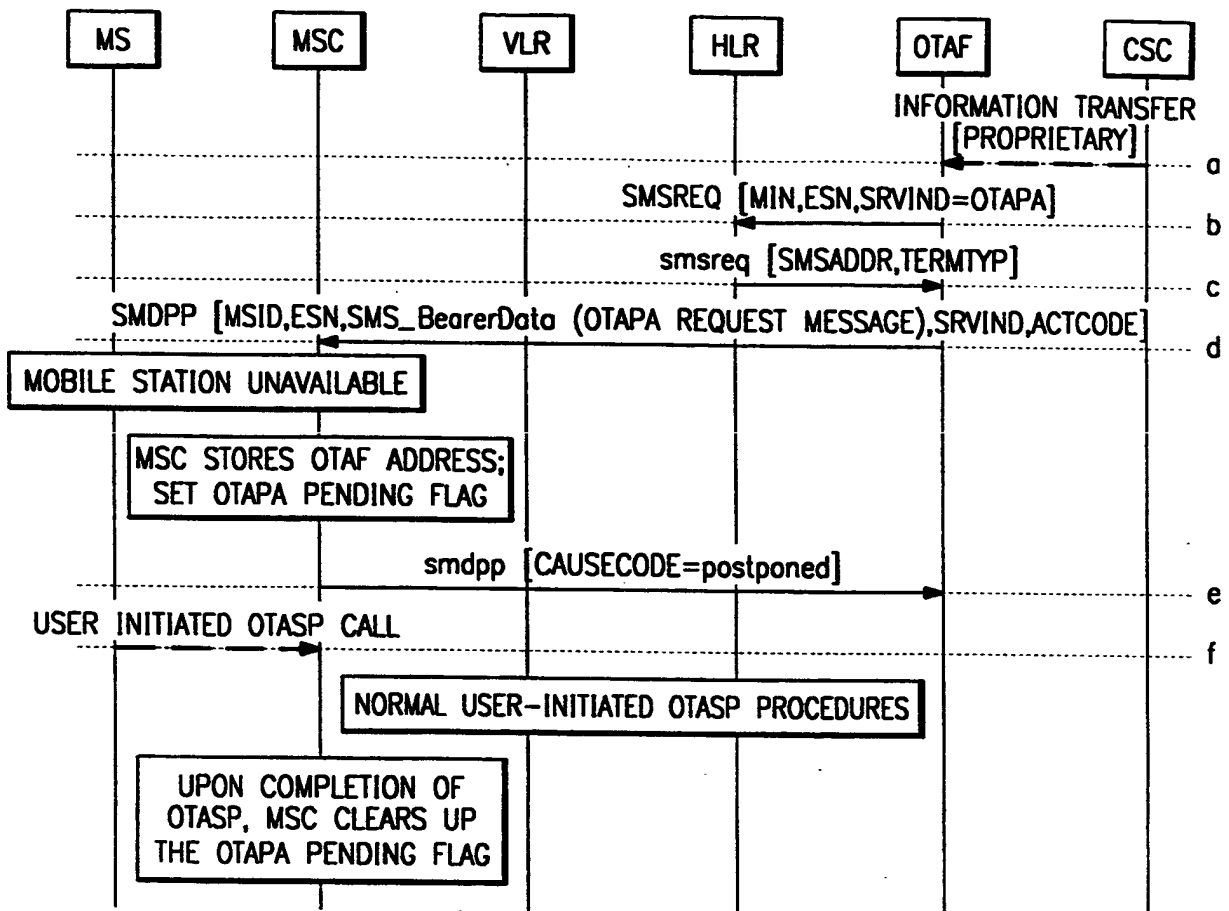 MS MSC VLR HLR OTAF CSC
INFORMATION TRANSFER
[PROPRIETARY]
a
SMSREQ [MIN,ESN,SRVIND=OTAPA]
b
smsreq [SMSADDR,TERMTYP]
c
SMDPP [MSID,ESN,SMS_BearerData (OTAPA REQUEST MESSAGE),SRVIND,ACTCODE]
d
MOBILE STATION UNAVAILABLE
MSC STORES OTAF ADDRESS;
SET OTAPA PENDING FLAG
smdpp [CAUSECODE=postponed]
e
USER INITIATED OTASP CALL
f
NORMAL USER-INITIATED OTASP PROCEDURES
UPON COMPLETION OF
OTASP, MSC CLEARS UP
THE OTAPA PENDING FLAG